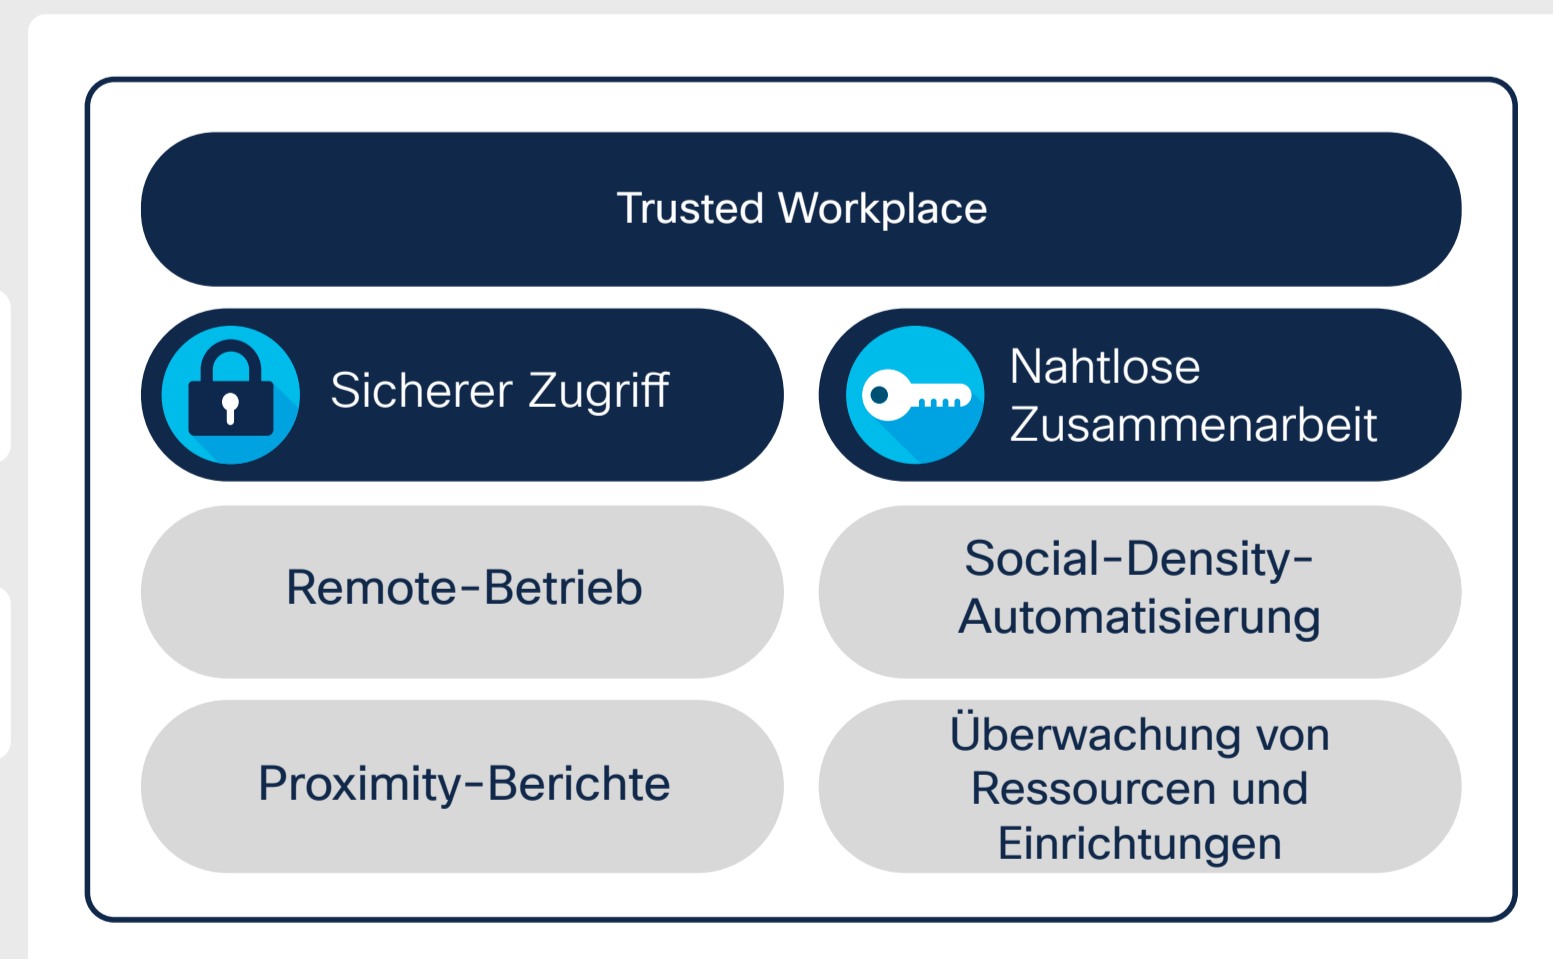 Trusted Workplace
Sicherer Zugriff
Nahtlose
Zusammenarbeit
Remote-Betrieb
Social-Density-
Automatisierung
Proximity-Berichte
Überwachung von
Ressourcen und
Einrichtungen